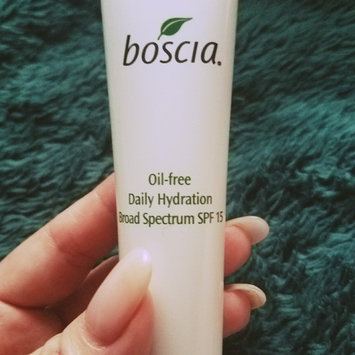 boscia.
Oil-free
Daily Hydration
Broad Spectrum SPF 15